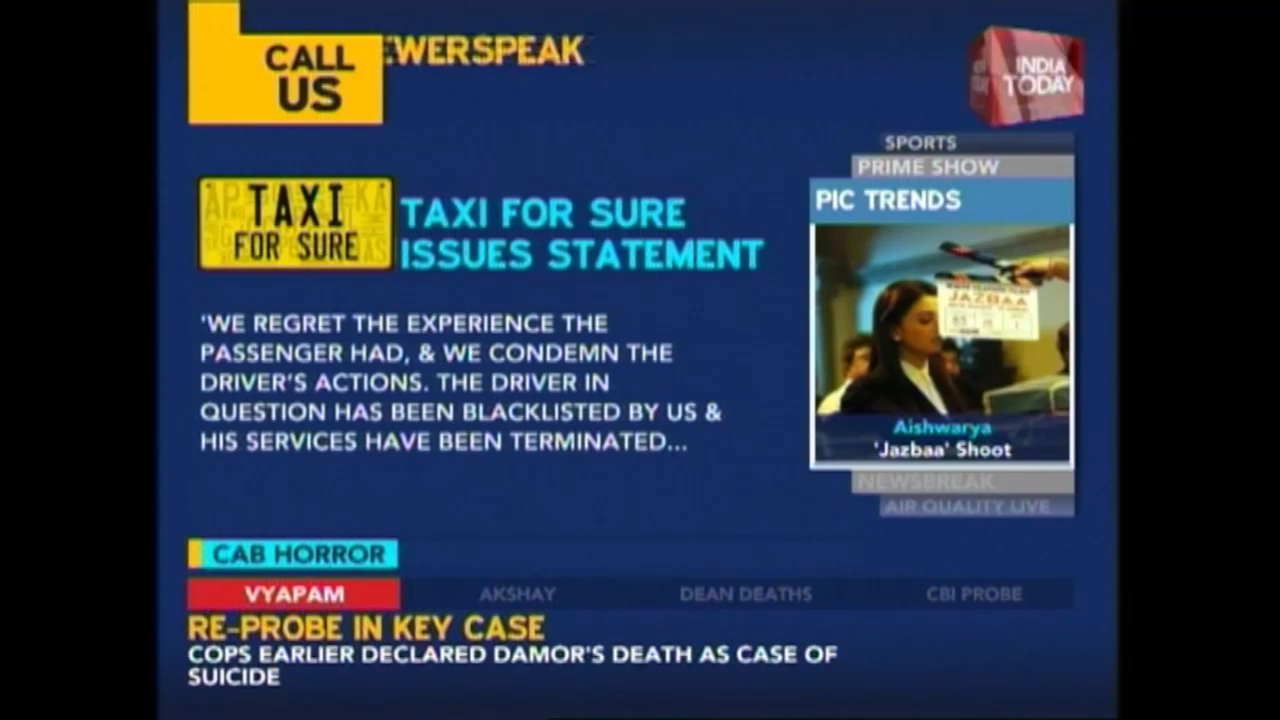 CALL
US
EWERSPEAK
INDIA
TODAY
SPORTS
PRIME SHOW
PIC TRENDS
TAXI
FOR SURE
TAXI FOR SURE
ISSUES STATEMENT
JAZBAA
'WE REGRET THE EXPERIENCE THE
PASSENGER HAD, & WE CONDEMN THE
DRIVER'S ACTIONS. THE DRIVER IN
QUESTION HAS BEEN BLACKLISTED BY US &
HIS SERVICES HAVE BEEN TERMINATED...
Aishwarya
'Jazbaa' Shoot
NEWSBREAK
AIR QUALITY LIVE
CAB HORROR
VYAPAM AKSHAY DEAN DEATHS CBI PROBE
RE-PROBE IN KEY CASE
COPS EARLIER DECLARED DAMOR'S DEATH AS CASE OF
SUICIDE